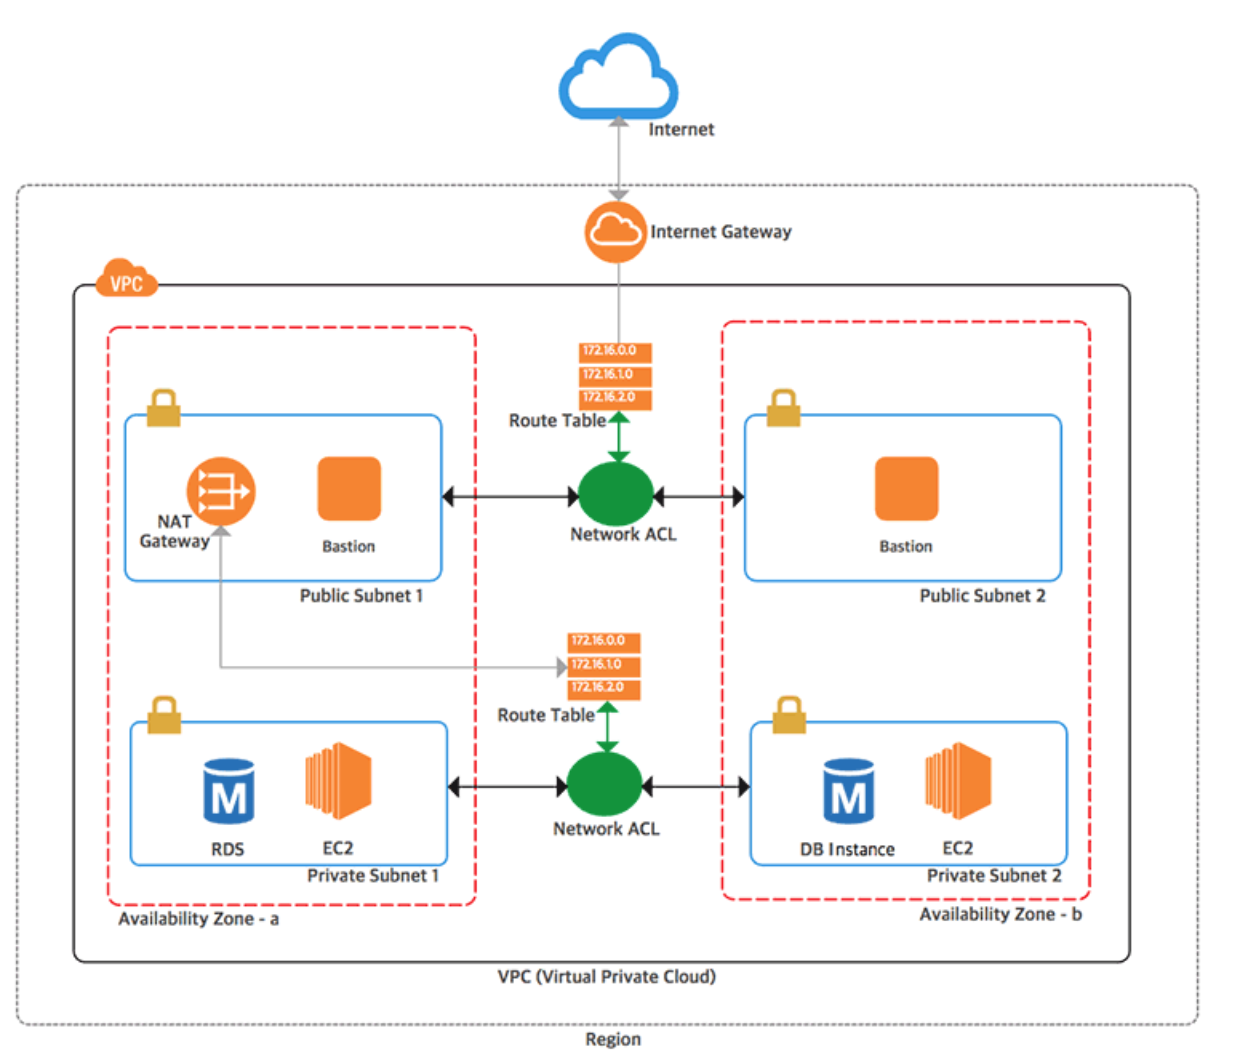 Internet
Internet Gateway
VPC
172.16.0.0
172.16.1.0
172.16.2.0
Route Table
NAT
Gateway
Bastion
Network ACL
Bastion
Public Subnet 1
Public Subnet 2
172.16.0.0
172.16.1.0
172.16.2.0
Route Table
M
RDS
EC2
Network ACL
M
DB Instance
EC2
Private Subnet 1
Private Subnet 2
Availability Zone - a
Availability Zone - b
VPC (Virtual Private Cloud)
Region